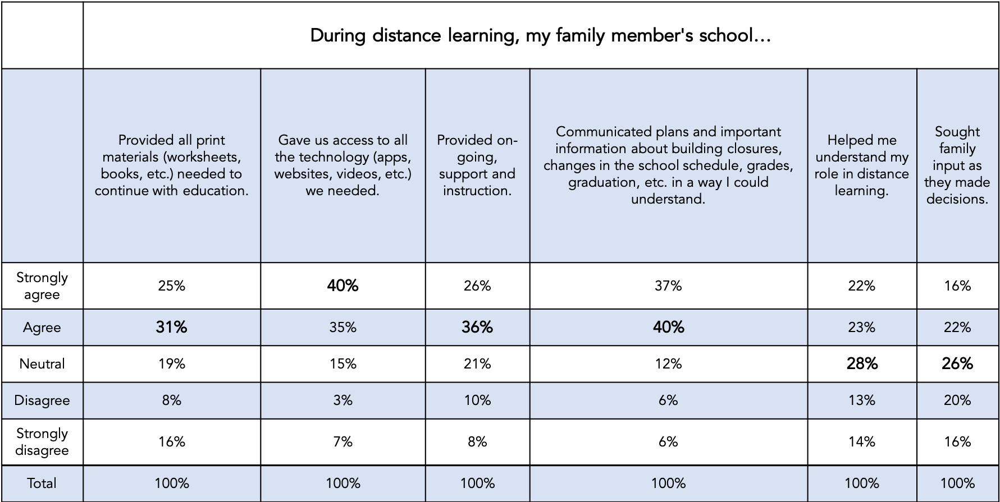 During distance learning, my family member's school...
Provided all print
materials (worksheets,
books, etc.) needed to
continue with education.
Gave us access to all
the technology (apps,
websites, videos, etc.)
we needed.
Provided on-
going,
support and
instruction.
Communicated plans and important
information about building closures,
changes in the school schedule, grades,
graduation, etc. in a way I could
understand.
Helped me
understand my
role in distance
learning.
Sought
family
input as
they made
decisions.
Strongly
agree
25%
40%
26%
37%
22%
16%
Agree
31%
35%
36%
40%
23%
22%
Neutral
19%
15%
21%
12%
28%
26%
Disagree
8%
3%
10%
6%
13%
20%
Strongly
disagree
16%
7%
8%
6%
14%
16%
Total
100%
100%
100%
100%
100%
100%